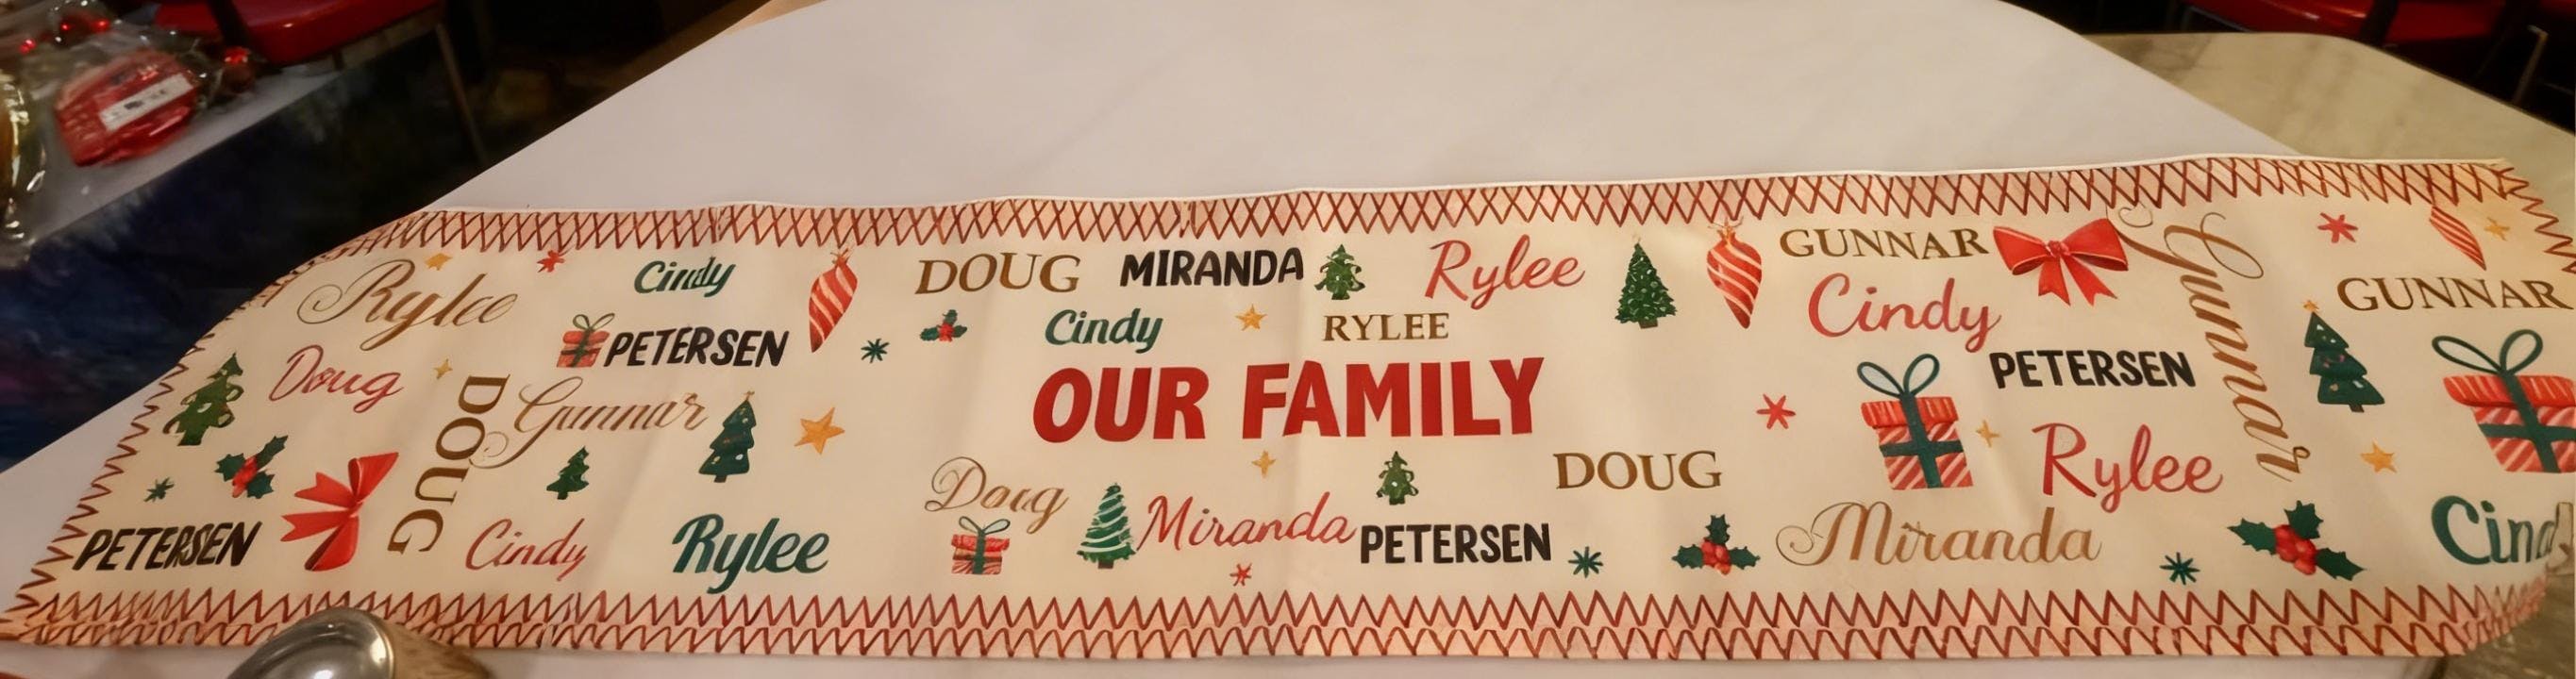 Rylee Cindy DOUG MIRANDA Rylee GUNNAR Gunnar GUNNAR
PETERSEN Cindy RYLEE Cindy PETERSEN
Doug DOUG Gunnar OUR FAMILY Rylee
Doug DOUG
PETERSEN Cindy Rylee Miranda PETERSEN Miranda Cind